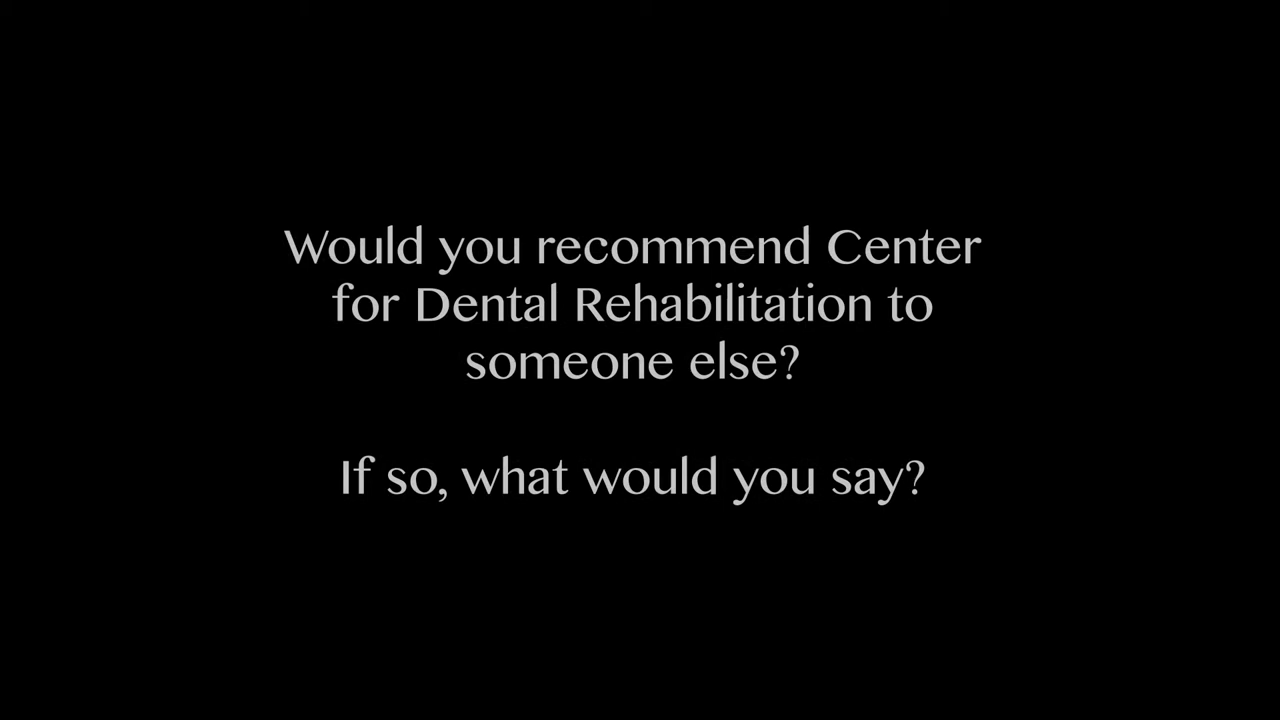 Would you recommend Center
for Dental Rehabilitation to
someone else?
If so, what would you say?